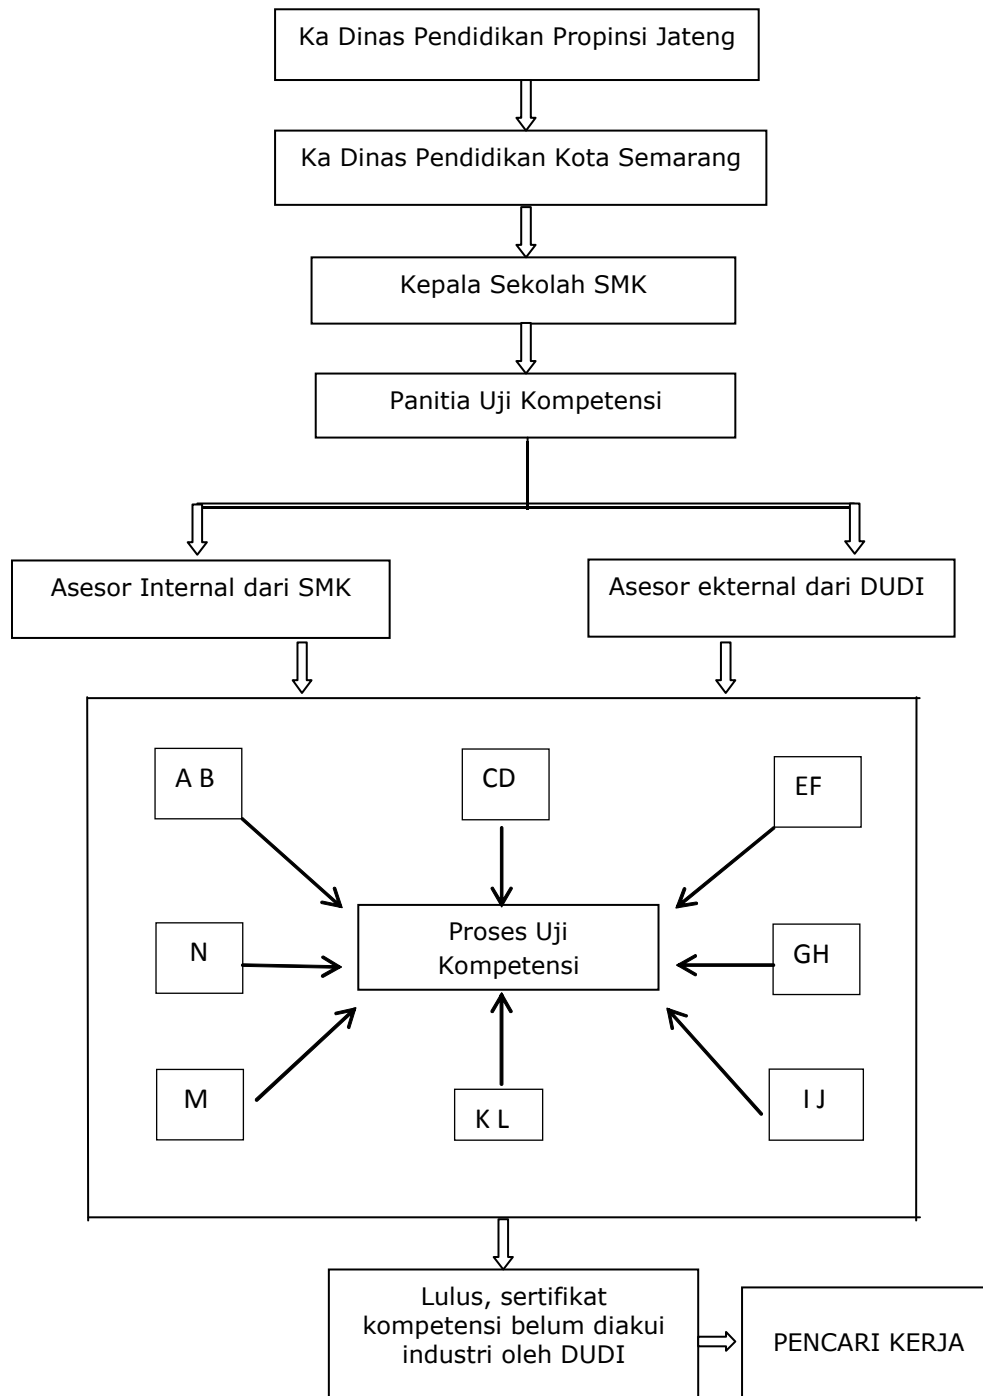 Ka Dinas Pendidikan Propinsi Jateng
Ka Dinas Pendidikan Kota Semarang
Kepala Sekolah SMK
Panitia Uji Kompetensi
Asesor Internal dari SMK
Asesor ekternal dari DUDI
A B
CD
EF
N
Proses Uji
Kompetensi
GH
M
K L
I J
Lulus, sertifikat
kompetensi belum diakui
industri oleh DUDI
PENCARI KERJA